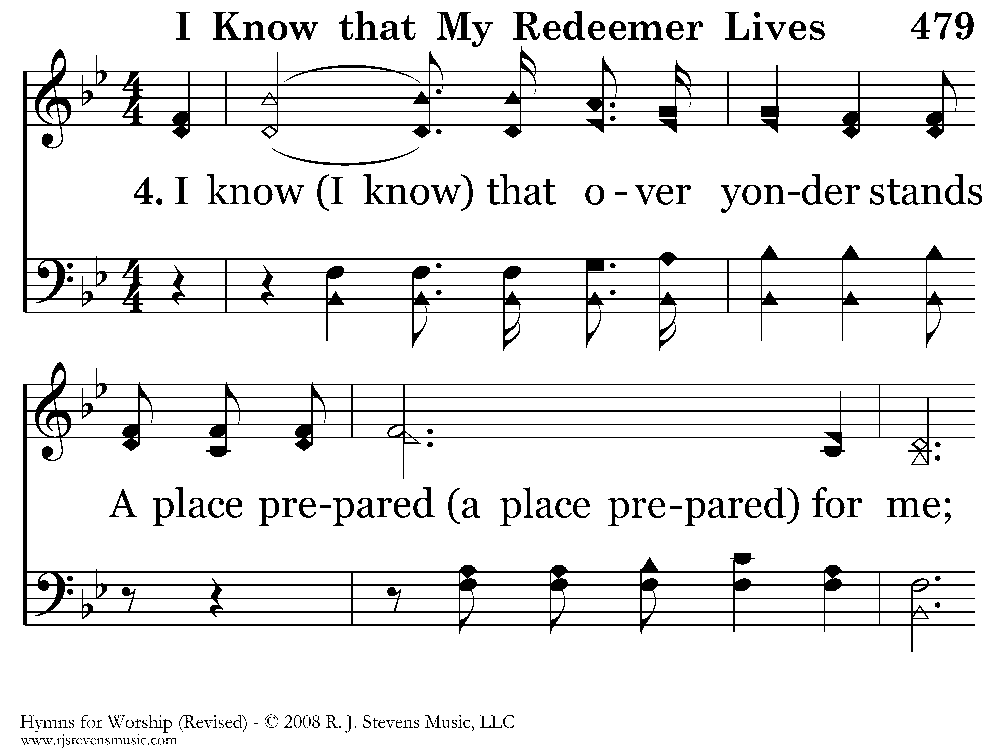 I Know that My Redeemer Lives 479
4. I know (I know) that o - ver yon-der stands
A place pre-pared (a place pre-pared) for me;
Hymns for Worship (Revised) - © 2008 R. J. Stevens Music, LLC
www.rjstevensmusic.com